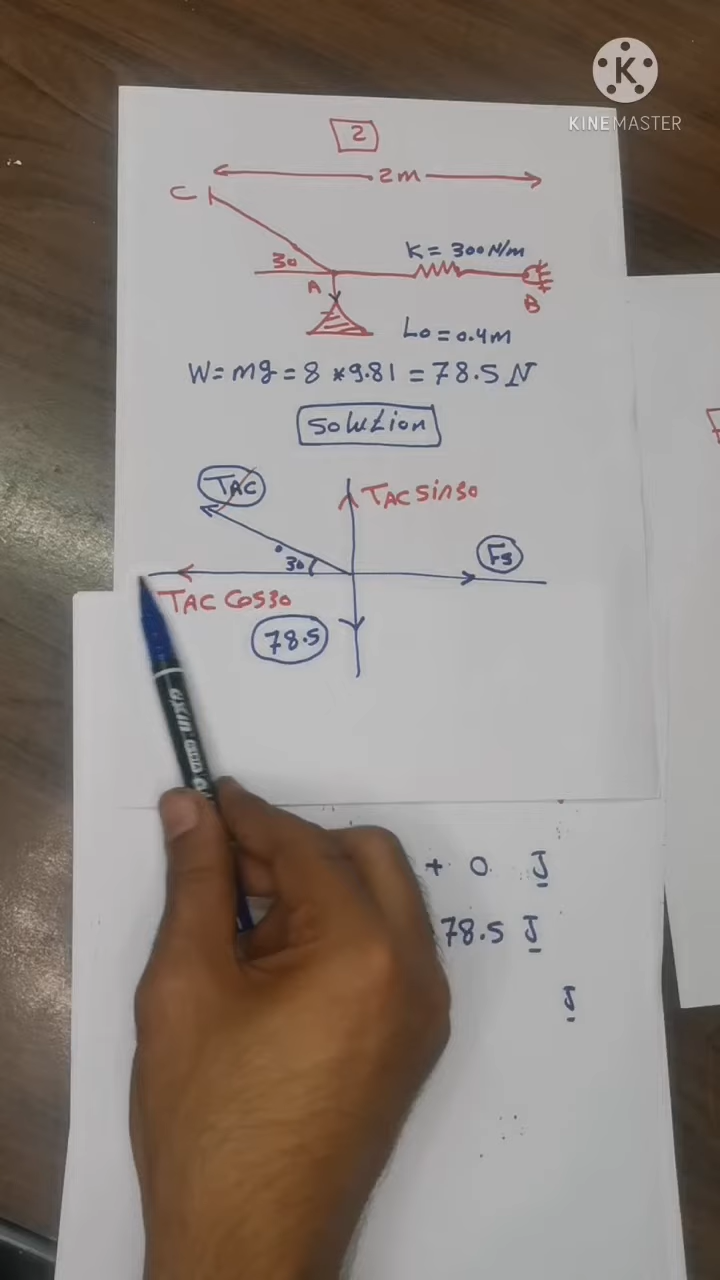 K
KINEMASTER
2
2m
C
30
K = 300 N/m
A
B
Lo = 0.4m
W = mg = 8 * 9.81 = 78.5 N
Solution
TAC
TAC sin30
30
Fs
TAC Cos30
78.5
+ 0 J
78.5 J
J